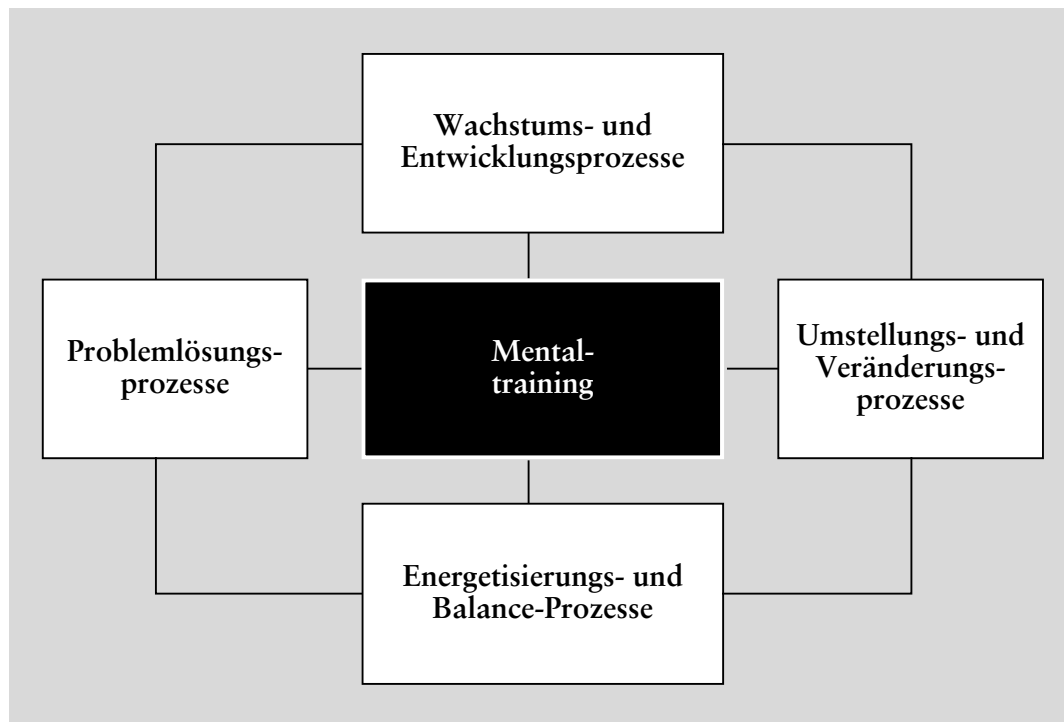 Wachstums- und
Entwicklungsprozesse
Problemlösungs-
prozesse
Mental-
training
Umstellungs- und
Veränderungs-
prozesse
Energetisierungs- und
Balance-Prozesse